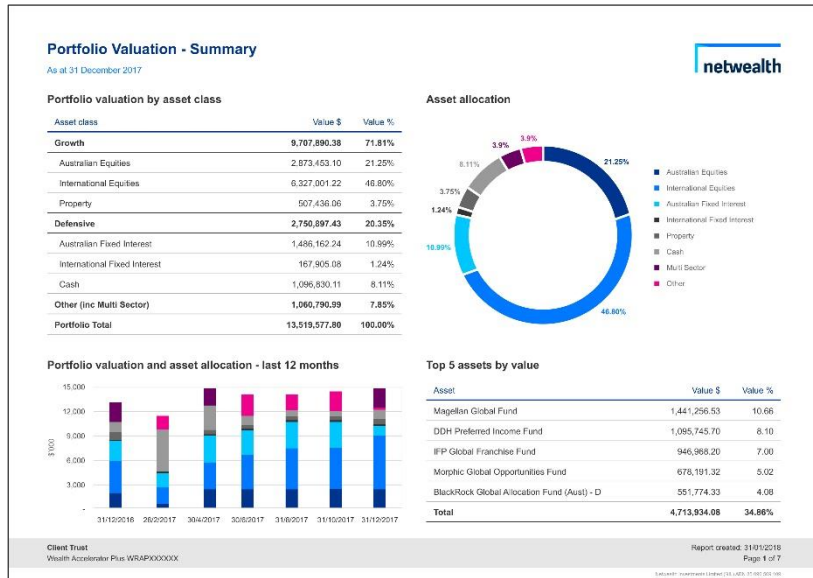 Portfolio Valuation - Summary
As at 31 December 2017
netwealth
Portfolio valuation by asset class
Asset class Value $ Value %
Growth 9,707,890.38 71.81%
Australian Equities 2,873,453.10 21.25%
International Equities 6,327,001.22 46.80%
Property 507,436.06 3.75%
Defensive 2,750,897.43 20.35%
Australian Fixed Interest 1,486,162.24 10.99%
International Fixed Interest 167,905.08 1.24%
Cash 1,096,830.11 8.11%
Other (inc Multi Sector) 1,060,790.99 7.85%
Portfolio Total 13,519,577.80 100.00%
Asset allocation
3.9% 3.9%
8.11% 21.25%
3.75%
1.24%
10.99%
46.80%
Australian Equities
International Equities
Australian Fixed Interest
International Fixed Interest
Property
Cash
Multi Sector
Other
Portfolio valuation and asset allocation - last 12 months
$'000
15,000
12,000
9,000
6,000
3,000
-
31/12/2016 28/2/2017 30/4/2017 30/6/2017 31/8/2017 31/10/2017 31/12/2017
Top 5 assets by value
Asset Value $ Value %
Magellan Global Fund 1,441,256.53 10.66
DDH Preferred Income Fund 1,095,745.70 8.10
IFP Global Franchise Fund 946,968.20 7.00
Morphic Global Opportunities Fund 678,191.32 5.02
BlackRock Global Allocation Fund (Aust) - D 551,774.33 4.08
Total 4,713,934.08 34.86%
Client Trust
Wealth Accelerator Plus WRAPXXXXXX
Report created: 31/01/2018
Page 1 of 7